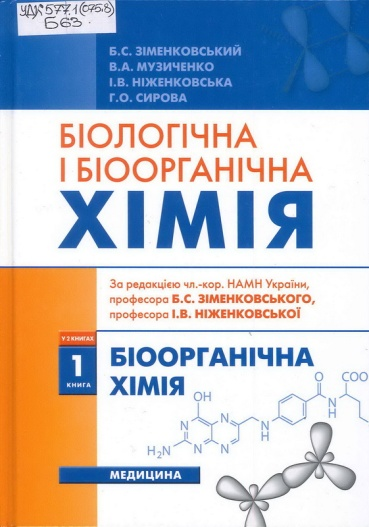 УДК 577.1(075.8)
Б63
Б.С. ЗІМЕНКОВСЬКИЙ
В.А. МУЗИЧЕНКО
І.В. НІЖЕНКОВСЬКА
Г.О. СИРОВА
БІОЛОГІЧНА
І БІООРГАНІЧНА
ХІМІЯ
За редакцією чл.-кор. НАМН України,
професора Б.С. ЗІМЕНКОВСЬКОГО,
професора І.В. НІЖЕНКОВСЬКОЇ
У 2 КНИГАХ
1
КНИГА
БІООРГАНІЧНА
ХІМІЯ
OH
N
N
H₂N
N
N
N
H
O
N
H
COO
МЕДИЦИНА